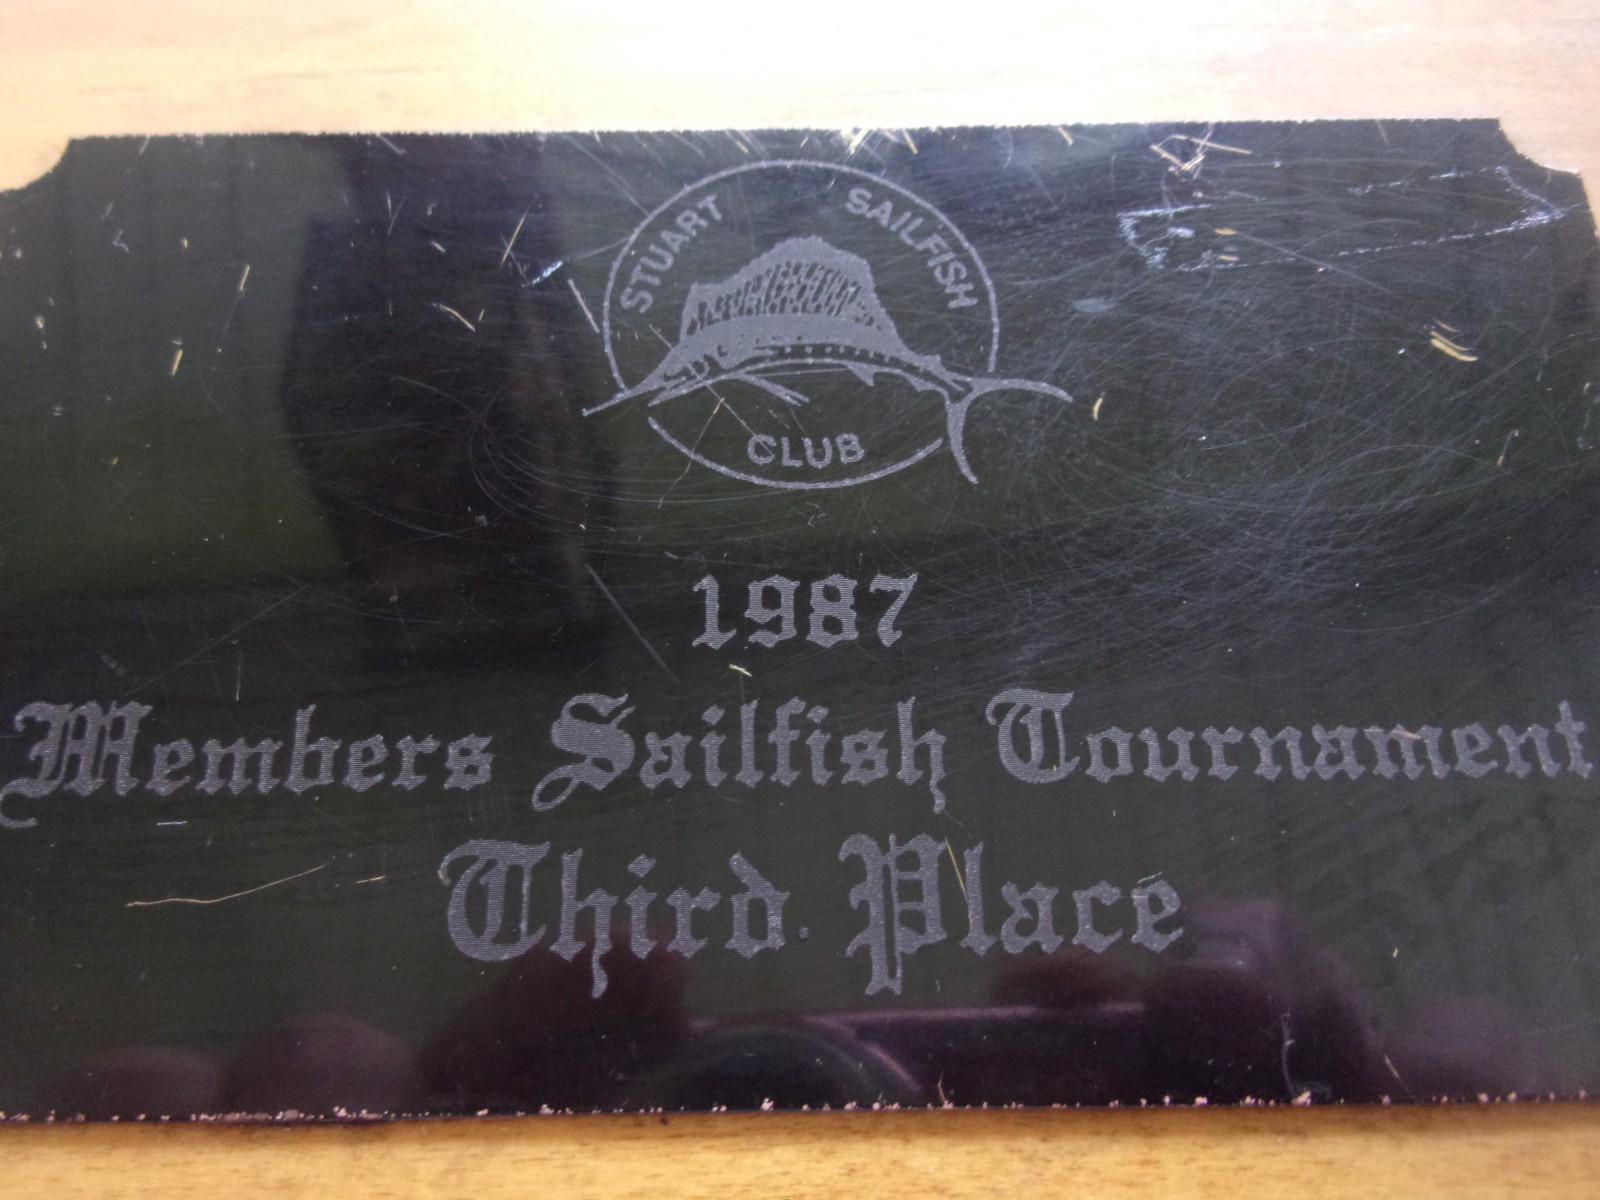 STUART SAILFISH
CLUB
1987
Members Sailfish Tournament
Third Place